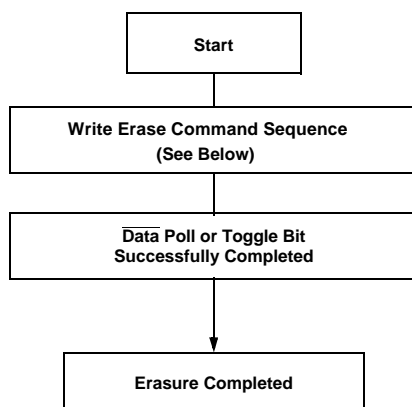 Start
Write Erase Command Sequence
(See Below)
Data Poll or Toggle Bit
Successfully Completed
Erasure Completed